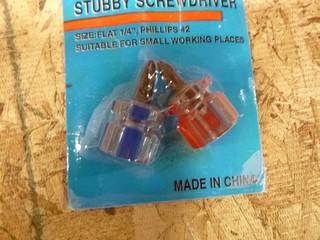 STUBBY SCREWDRIVER
SIZE:FLAT 1/4", PHILLIPS #2
SUITABLE FOR SMALL WORKING PLACES
MADE IN CHINA